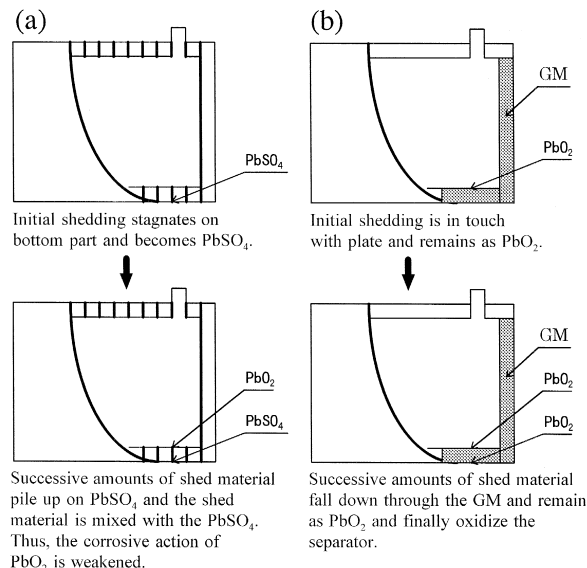 (a)
PbSO₄
Initial shedding stagnates on
bottom part and becomes PbSO₄.
PbO₂
PbSO₄
Successive amounts of shed material
pile up on PbSO₄ and the shed
material is mixed with the PbSO₄.
Thus, the corrosive action of
PbO₂ is weakened.
(b)
GM
PbO₂
Initial shedding is in touch
with plate and remains as PbO₂.
GM
PbO₂
PbO₂
Successive amounts of shed material
fall down through the GM and remain
as PbO₂ and finally oxidize the
separator.